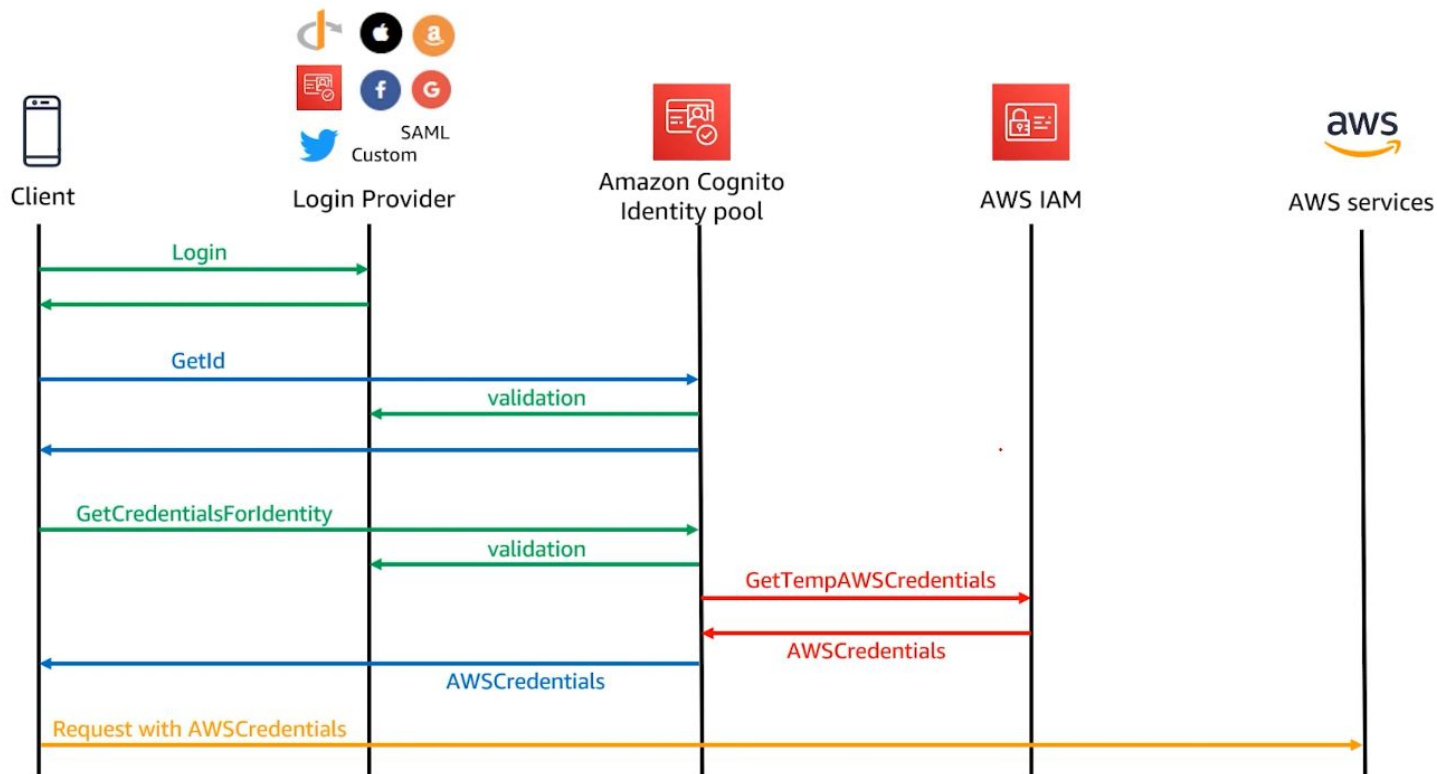 SAML
Custom
Client
Login Provider
Amazon Cognito
Identity pool
AWS IAM
aws
AWS services
Login
GetId
validation
GetCredentialsForIdentity
validation
GetTempAWSCredentials
AWSCredentials
AWSCredentials
Request with AWSCredentials